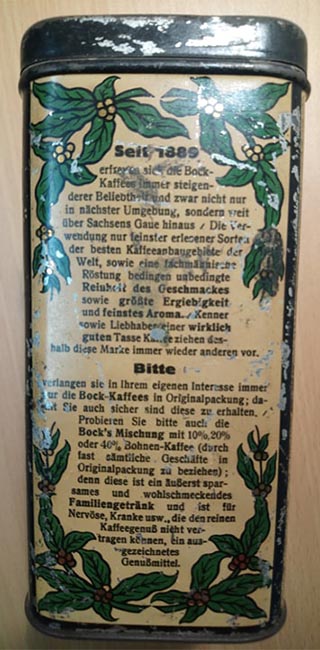 Seit 1889
erfreuen sich die Bock-
Kaffees immer steigen-
derer Beliebtheit und zwar nicht nur
in nächster Umgebung, sondern weit
über Sachsens Gaue hinaus / Die Ver-
wendung nur feinster erlesener Sorten
der besten Kaffeeanbaugebiete der
Welt, sowie eine fachmännische
Röstung bedingen unbedingte
Reinheit des Geschmackes
sowie größte Ergiebigkeit
und feinstes Aroma. / Kenner
sowie Liebhaber einer wirklich
guten Tasse Kaffee ziehen des-
halb diese Marke immer wieder anderen vor.
Bitte
verlangen sie in Ihrem eigenen Interesse immer
nur die Bock-Kaffees in Originalpackung; da-
mit Sie auch sicher sind diese zu erhalten.
Probieren Sie bitte auch die
Bock's Mischung mit 10%, 20%
oder 40% Bohnen-Kaffee (durch
fast sämtliche Geschäfte in
Originalpackung zu beziehen);
denn diese ist ein äußerst spar-
sames und wohlschmeckendes
Familiengetränk und ist für
Nervöse, Kranke usw., die den reinen
Kaffeegenuß nicht ver-
tragen können, ein aus-
gezeichnetes
Genußmittel.